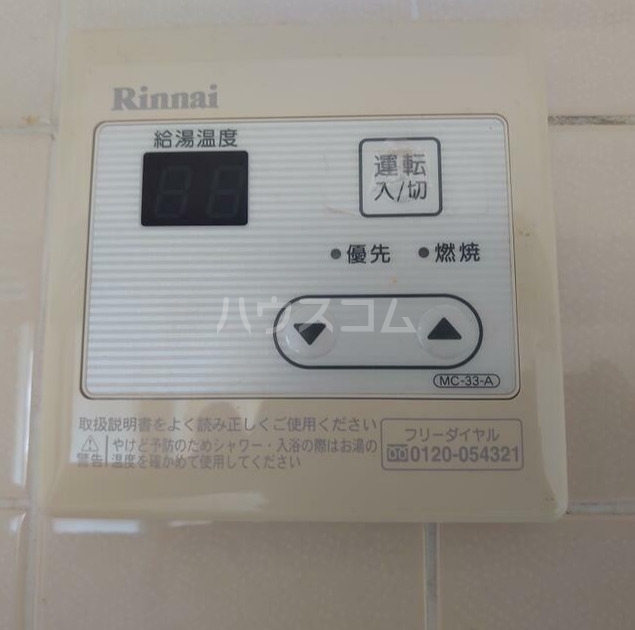 Rinnai
給湯温度
運転
入/切
優先
燃焼
ハウスコム
MC-33-A
取扱説明書をよく読み正しくご使用ください
警告
やけど予防のためシャワー・入浴の際はお湯の
温度を確かめて使用してください
フリーダイヤル
0120-054321